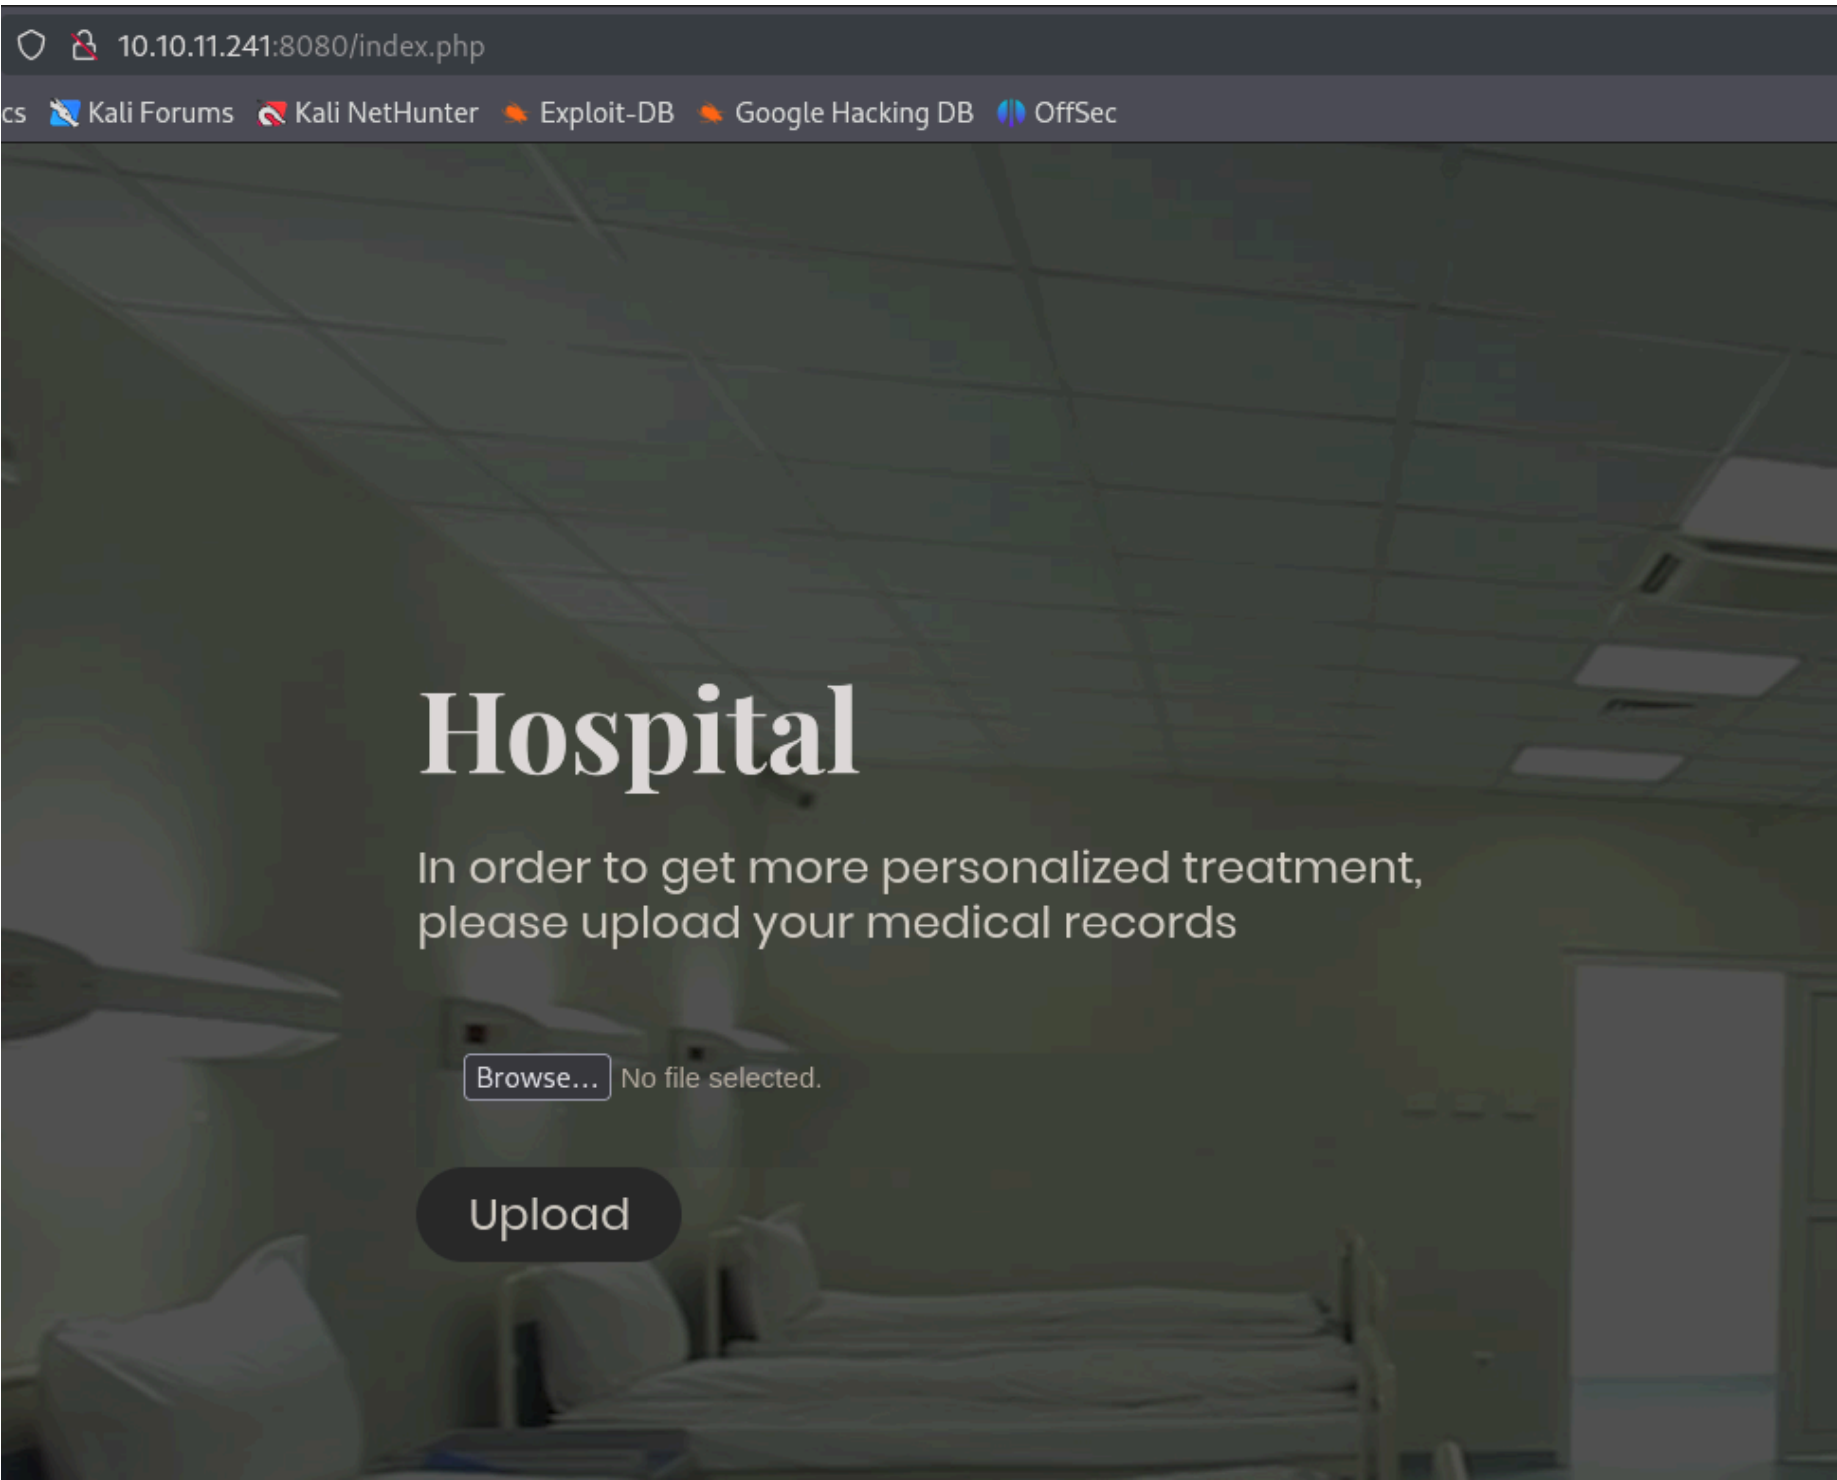 10.10.11.241:8080/index.php
cs Kali Forums Kali NetHunter Exploit-DB Google Hacking DB OffSec
Hospital
In order to get more personalized treatment,
please upload your medical records
Browse... No file selected.
Upload